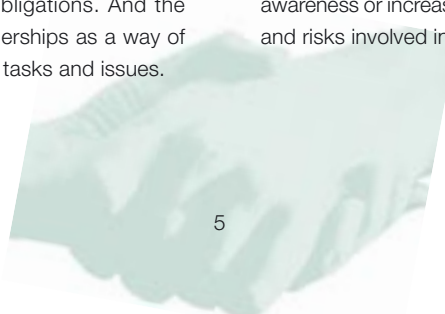 bligations. And the
erships as a way of
tasks and issues.
awareness or increas
and risks involved in
5